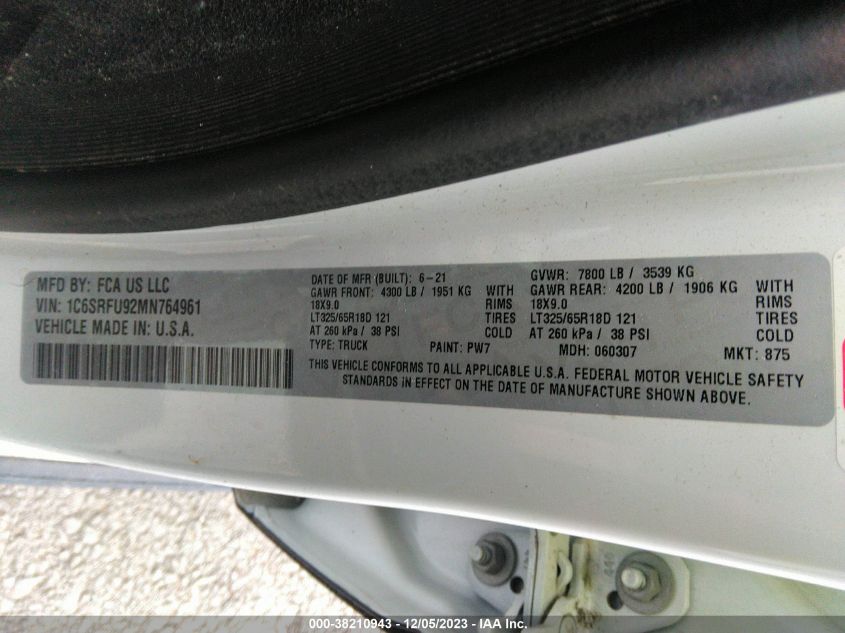 MFD BY: FCA US LLC
VIN: 1C6SRFU92MN764961
VEHICLE MADE IN: U.S.A.
DATE OF MFR (BUILT): 6-21
GAWR FRONT: 4300 LB / 1951 KG WITH
18X9.0 RIMS
LT325/65R18D 121 TIRES
AT 260 kPa / 38 PSI COLD
TYPE: TRUCK PAINT: PW7
GVWR: 7800 LB / 3539 KG
GAWR REAR: 4200 LB / 1906 KG WITH
18X9.0 RIMS
LT325/65R18D 121 TIRES
AT 260 kPa / 38 PSI COLD
MDH: 060307 MKT: 875
THIS VEHICLE CONFORMS TO ALL APPLICABLE U.S.A. FEDERAL MOTOR VEHICLE SAFETY
STANDARDS IN EFFECT ON THE DATE OF MANUFACTURE SHOWN ABOVE.
000-38210943 - 12/05/2023 - IAA Inc.